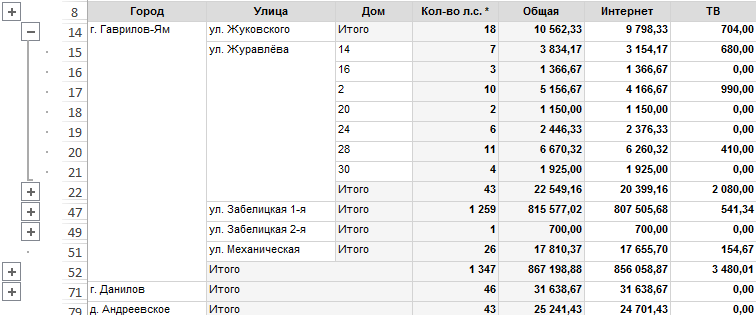 8 Город Улица Дом Кол-во л.с. * Общая Интернет ТВ
14 г. Гаврилов-Ям ул. Жуковского Итого 18 10 562,33 9 798,33 704,00
15 ул. Журавлёва 14 7 3 834,17 3 154,17 680,00
16 16 3 1 366,67 1 366,67 0,00
17 2 10 5 156,67 4 166,67 990,00
18 20 2 1 150,00 1 150,00 0,00
19 24 6 2 446,33 2 376,33 0,00
20 28 11 6 670,32 6 260,32 410,00
21 30 4 1 925,00 1 925,00 0,00
22 Итого 43 22 549,16 20 399,16 2 080,00
47 ул. Забелицкая 1-я Итого 1 259 815 577,02 807 505,68 541,34
49 ул. Забелицкая 2-я Итого 1 700,00 700,00 0,00
51 ул. Механическая Итого 26 17 810,37 17 655,70 154,67
52 Итого 1 347 867 198,88 856 058,87 3 480,01
71 г. Данилов Итого 46 31 638,67 31 638,67 0,00
79 д. Андреевское Итого 43 25 241,43 24 701,43 0,00